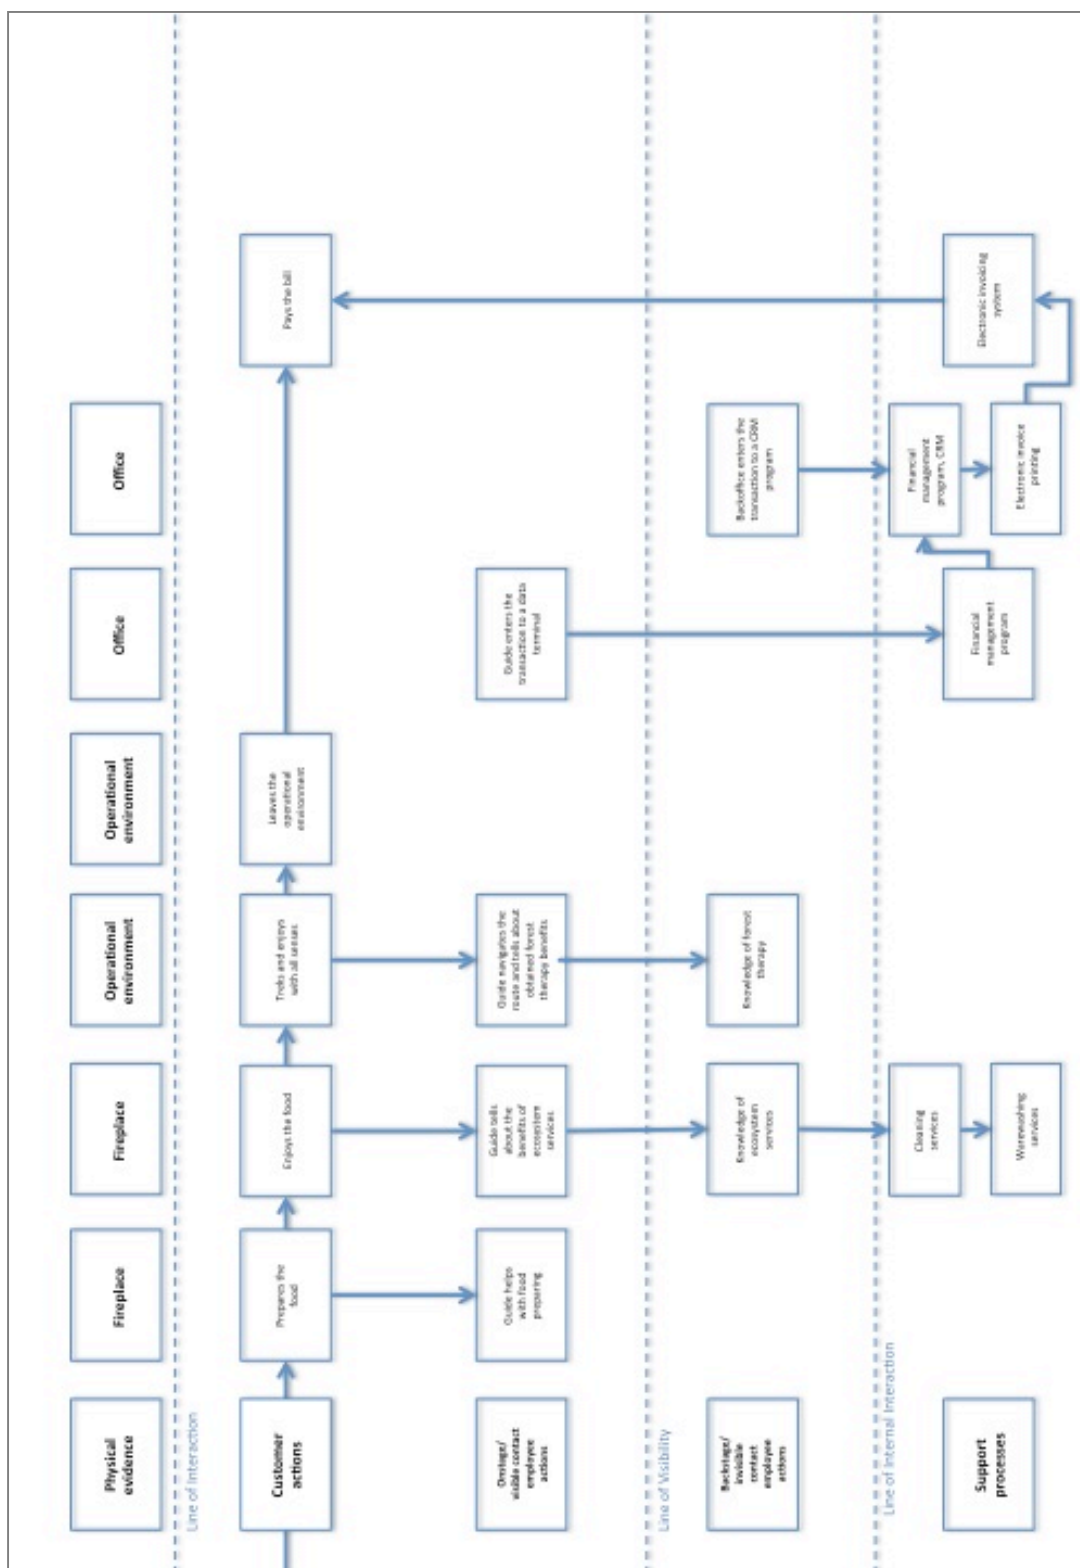 Physical
evidence
Fireplace
Fireplace
Operational
environment
Operational
environment
Office
Office
Line of Interaction
Customer
actions
Prepares the
food
Enjoys the food
Treks and enjoys
with all senses
Leaves the
operational
environment
Pays the bill
Onstage/
visible contact
employee
actions
Guide helps
with food
preparing
Guide tells
about the
benefits of
ecosystem
services
Guide navigates the
route and tells about
obtained forest
therapy benefits
Guide enters the
transaction to a data
terminal
Line of Visibility
Backstage/
invisible
contact
employee
actions
Knowledge of
ecosystem
services
Knowledge of forest
therapy
Backoffice enters the
transaction to a CRM
program
Line of Internal Interaction
Support
processes
Cleaning
services
Warewashing
services
Financial
management
program
Financial
management
program, CRM
Electronic invoice
printing
Electronic invoicing
system